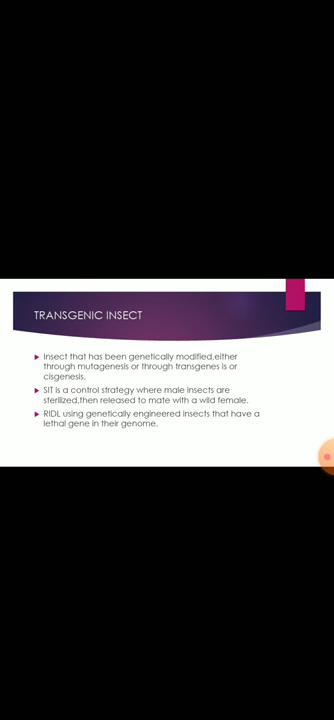 TRANSGENIC INSECT
Insect that has been genetically modified,either
through mutagenesis or through transgenes is or
cisgenesis.
SIT is a control strategy where male insects are
sterilized,then released to mate with a wild female.
RIDL using genetically engineered insects that have a
lethal gene in their genome.